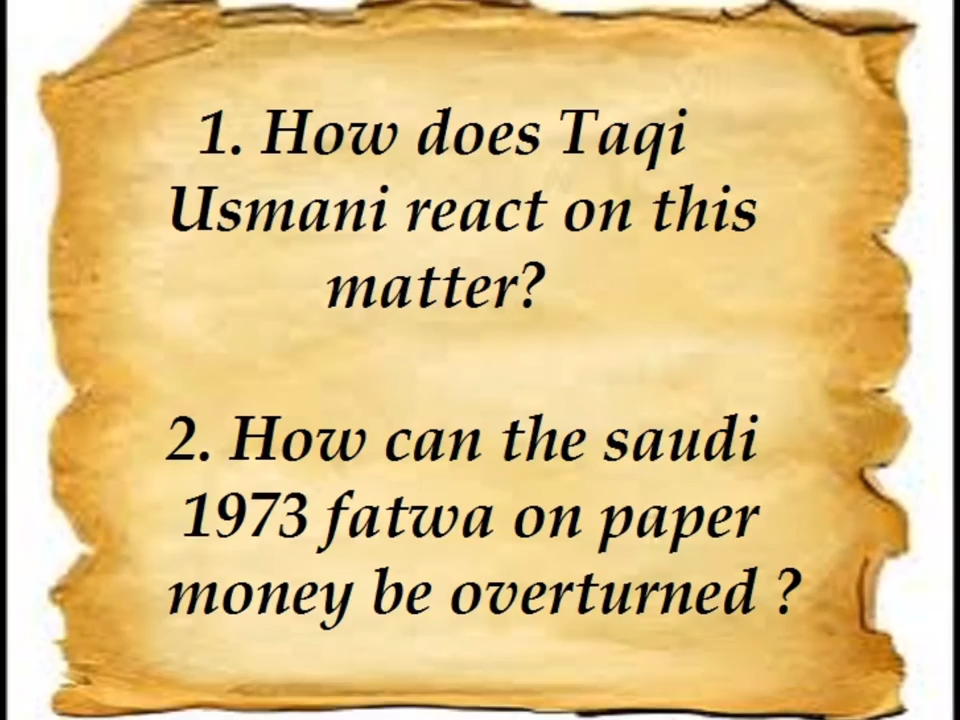 1. How does Taqi
Usmani react on this
matter?
2. How can the saudi
1973 fatwa on paper
money be overturned ?